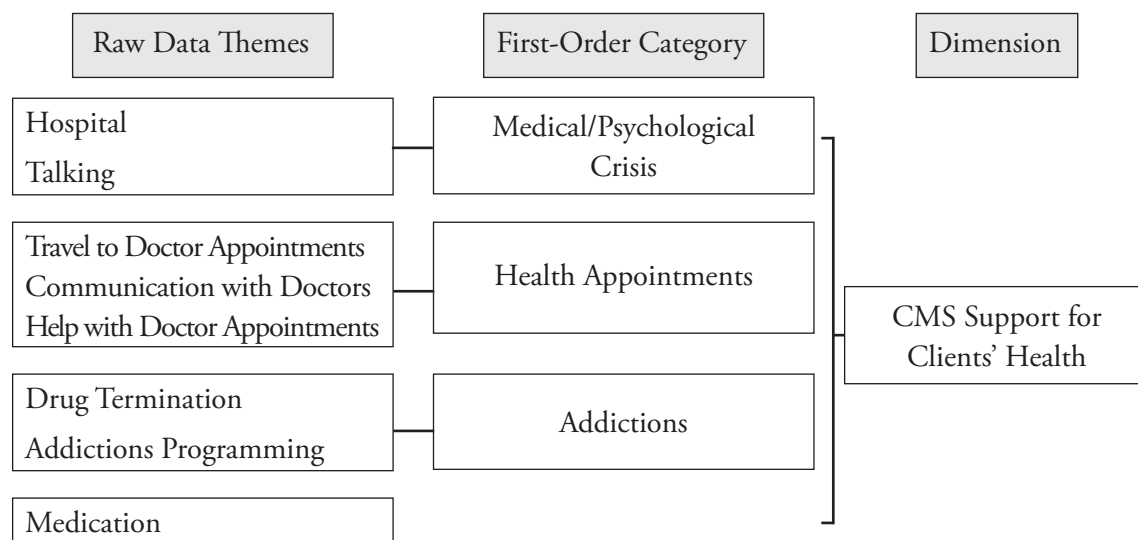 Raw Data Themes
First-Order Category
Dimension
Hospital
Talking
Medical/Psychological
Crisis
Travel to Doctor Appointments
Communication with Doctors
Help with Doctor Appointments
Health Appointments
Drug Termination
Addictions Programming
Addictions
Medication
CMS Support for
Clients’ Health